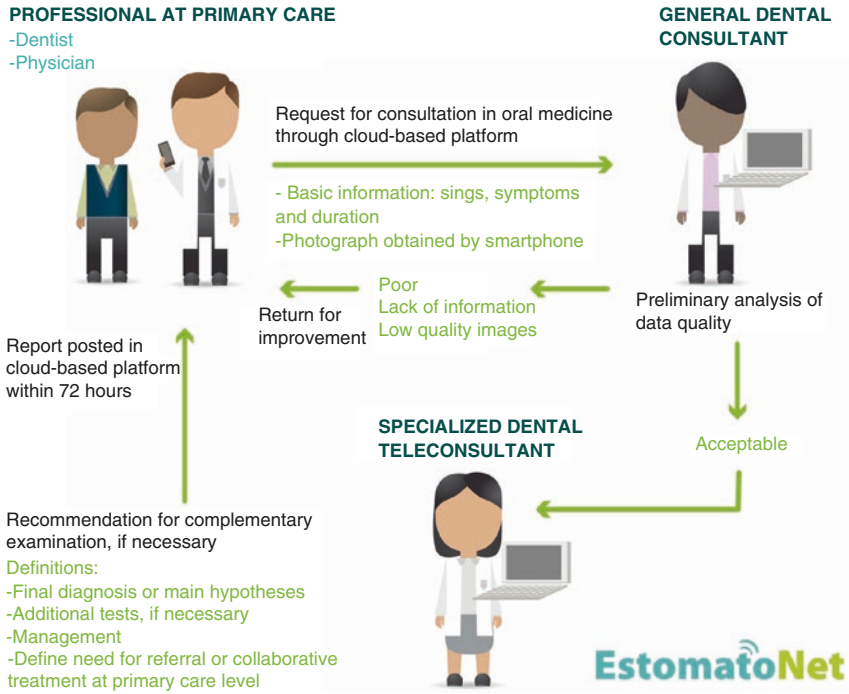 PROFESSIONAL AT PRIMARY CARE
-Dentist
-Physician
GENERAL DENTAL
CONSULTANT
Request for consultation in oral medicine
through cloud-based platform
- Basic information: sings, symptoms
and duration
-Photograph obtained by smartphone
Poor
Lack of information
Low quality images
Return for
improvement
Preliminary analysis of
data quality
Report posted in
cloud-based platform
within 72 hours
Acceptable
SPECIALIZED DENTAL
TELECONSULTANT
Recommendation for complementary
examination, if necessary
Definitions:
-Final diagnosis or main hypotheses
-Additional tests, if necessary
-Management
-Define need for referral or collaborative
treatment at primary care level
EstomatoNet